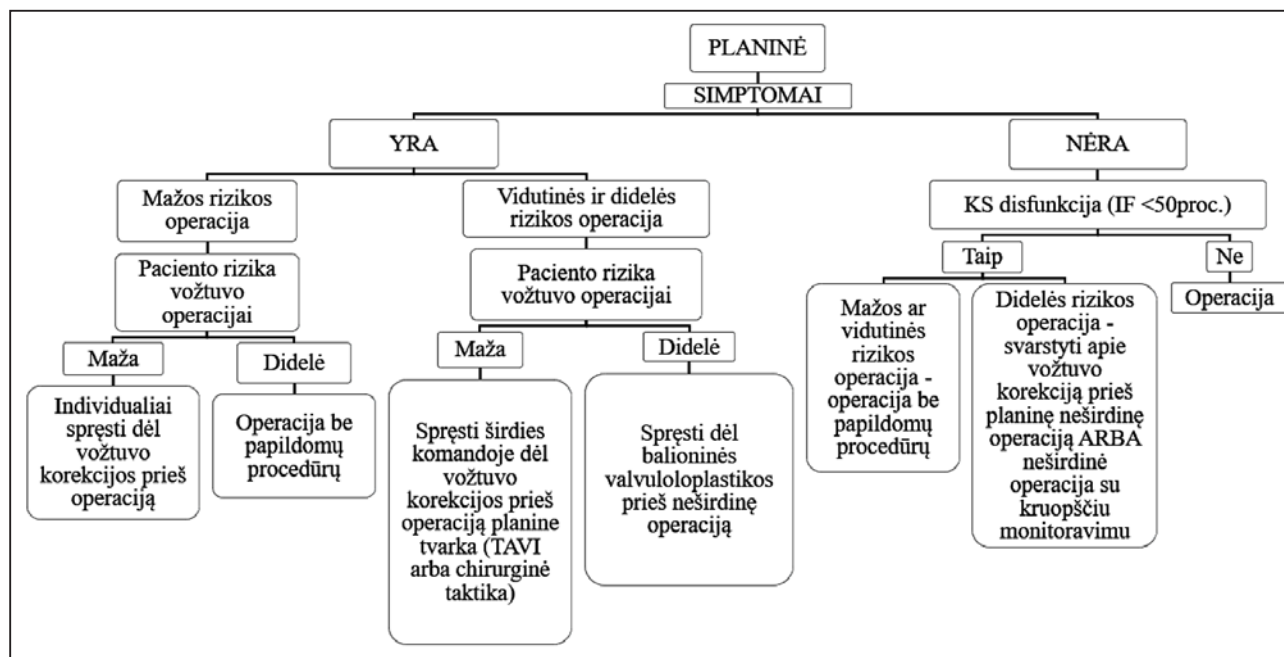 PLANINĖ
SIMPTOMAI
YRA
NĖRA
Mažos rizikos
operacija
Vidutinės ir didelės
rizikos operacija
KS disfunkcija (IF <50proc.)
Paciento rizika
vožtuvo
operacijai
Paciento rizika
vožtuvo operacijai
Taip
Ne
Maža
Didelė
Maža
Didelė
Mažos ar
vidutinės
rizikos
operacija -
operacija be
papildomų
procedūrų
Didelės rizikos
operacija -
svarstyti apie
vožtuvo
korekciją prieš
planinę neširdinę
operaciją ARBA
neširdinė
operacija su
kruopščiu
monitoravimu
Operacija
Individualiai
spręsti dėl
vožtuvo
korekcijos prieš
operaciją
Operacija be
papildomų
procedūrų
Spręsti širdies
komandoje dėl
vožtuvo
korekcijos prieš
operaciją planine
tvarka (TAVI
arba chirurginė
taktika)
Spręsti dėl
balioninės
valvuloloplastikos
prieš neširdinę
operaciją